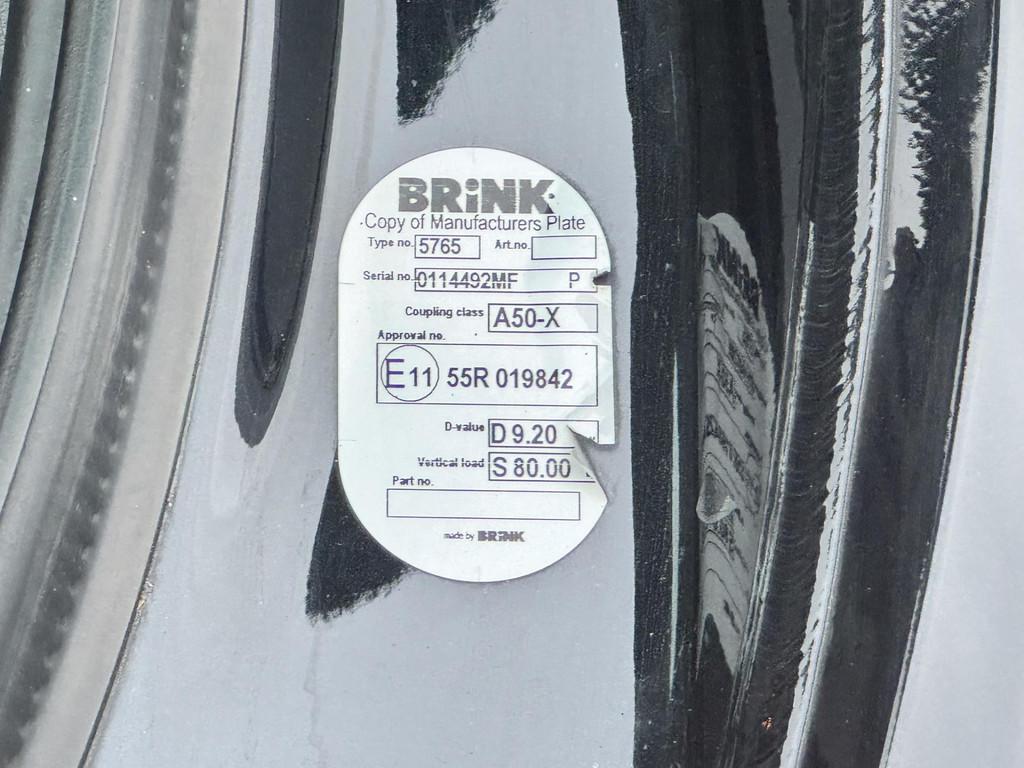 BRiNK
Copy of Manufacturers Plate
Type no. 5765 Art.no.
Serial no. 0114492MF P
Coupling class A50-X
Approval no.
E11 55R 019842
D-value D 9.20
Vertical load S 80.00
Part no.
made by BRiNK